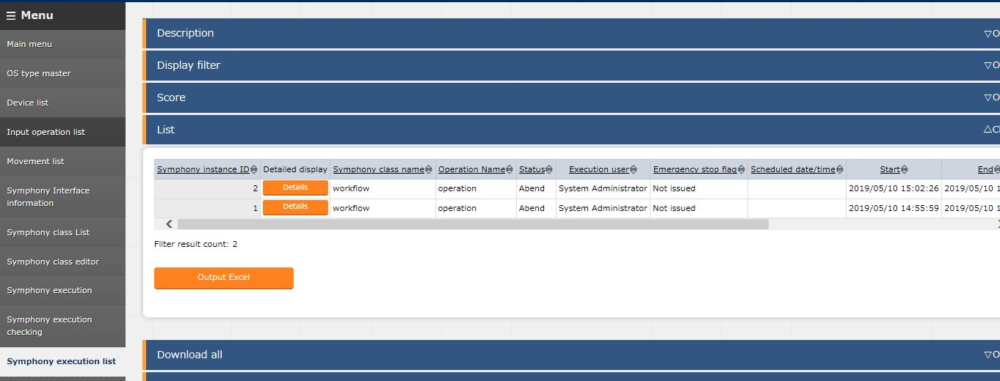 ☰ Menu
Main menu
OS type master
Device list
Input operation list
Movement list
Symphony Interface
information
Symphony class List
Symphony class editor
Symphony execution
Symphony execution
checking
Symphony execution list
Description ▽O
Display filter ▽O
Score ▽O
List △Cl
Symphony instance ID Detailed display Symphony class name Operation Name Status Execution user Emergency stop flag Scheduled date/time Start End
2 Details workflow operation Abend System Administrator Not issued 2019/05/10 15:02:26 2019/05/10 1
1 Details workflow operation Abend System Administrator Not issued 2019/05/10 14:55:59 2019/05/10 1
Filter result count: 2
Output Excel
Download all ▽O